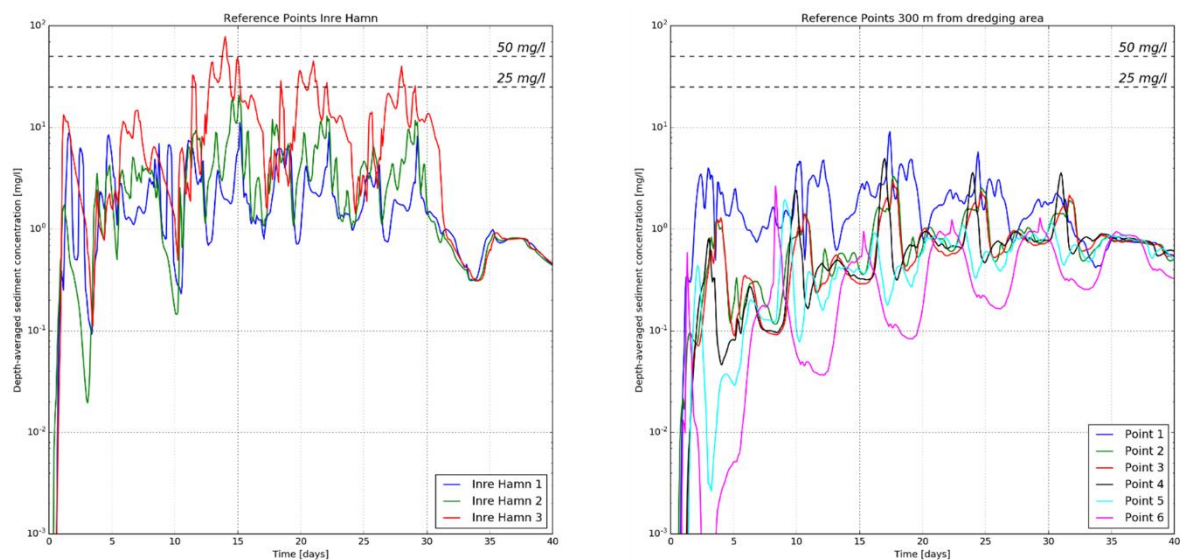 Reference Points Inre Hamn
50 mg/l
25 mg/l
Depth-averaged sediment concentration [mg/l]
10²
10¹
10⁰
10⁻¹
10⁻²
10⁻³
0 5 10 15 20 25 30 35 40
Time [days]
Inre Hamn 1
Inre Hamn 2
Inre Hamn 3
Reference Points 300 m from dredging area
50 mg/l
25 mg/l
Depth-averaged sediment concentration [mg/l]
10²
10¹
10⁰
10⁻¹
10⁻²
10⁻³
0 5 10 15 20 25 30 35 40
Time [days]
Point 1
Point 2
Point 3
Point 4
Point 5
Point 6